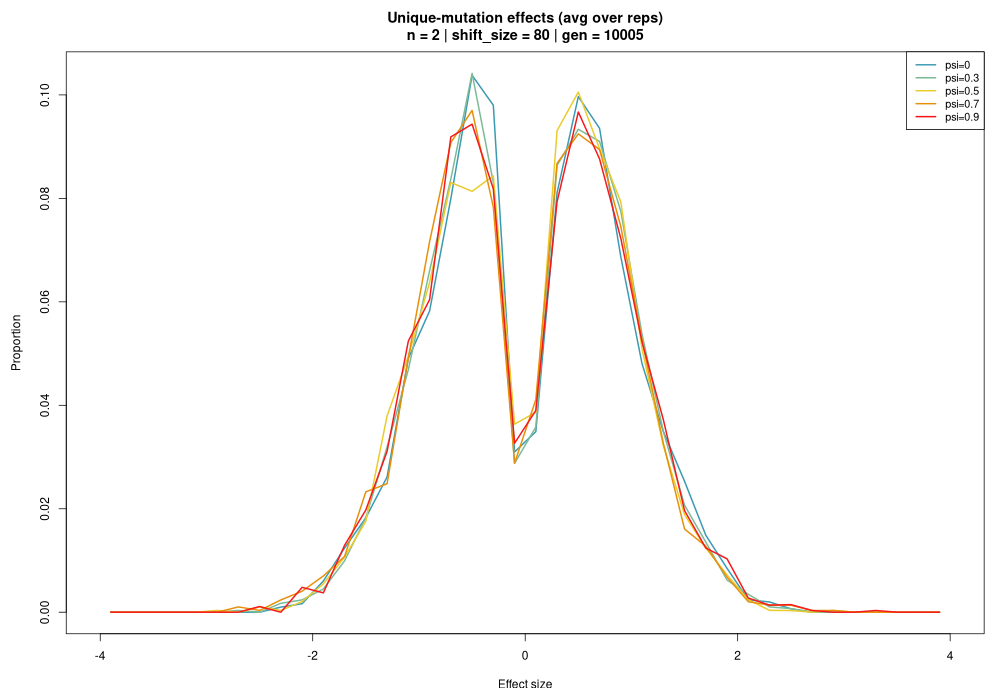 Unique-mutation effects (avg over reps)
n = 2 | shift_size = 80 | gen = 10005
psi=0
psi=0.3
psi=0.5
psi=0.7
psi=0.9
Proportion
0.10
0.08
0.06
0.04
0.02
0.00
-4 -2 0 2 4
Effect size